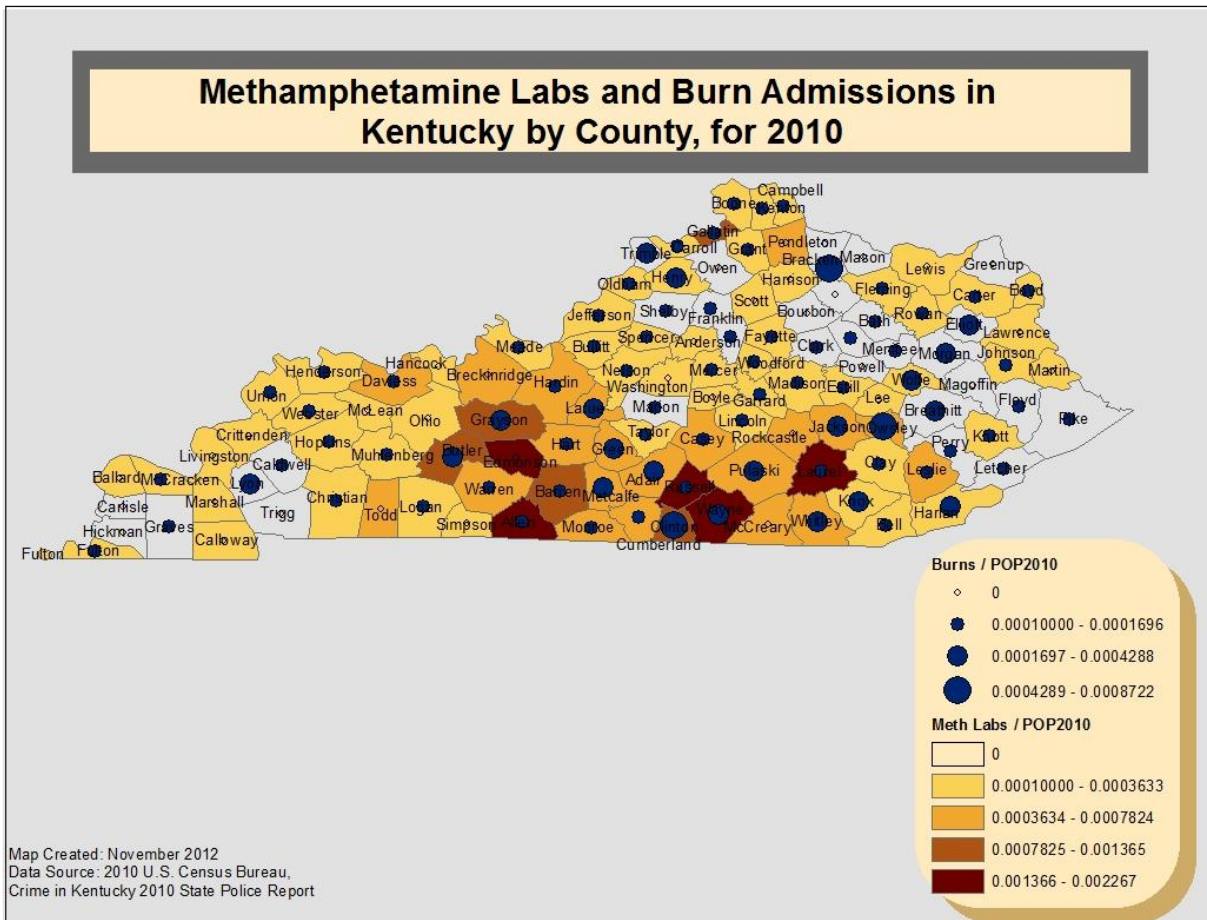 Methamphetamine Labs and Burn Admissions in
Kentucky by County, for 2010
Campbell
Boone
Kenton
Gallatin
Carroll
Grant
Pendleton
Trimble
Owen
Bracken
Mason
Lewis
Greenup
Henry
Harrison
Oldham
Fleming
Carter
Boyd
Scott
Shelby
Franklin
Bourbon
Rowan
Elliott
Jefferson
Bath
Lawrence
Spencer
Anderson
Fayette
Clark
Menifee
Morgan
Johnson
Meade
Bullitt
Woodford
Powell
Martin
Hancock
Nelson
Mercer
Madison
Estill
Wolfe
Magoffin
Henderson
Daviess
Breckinridge
Hardin
Washington
Boyle
Garrard
Lee
Floyd
Union
Webster
McLean
Larue
Marion
Lincoln
Breathitt
Pike
Ohio
Grayson
Taylor
Casey
Rockcastle
Jackson
Owsley
Perry
Knott
Crittenden
Hopkins
Muhlenberg
Butler
Hart
Green
Letcher
Livingston
Caldwell
Edmonson
Adair
Pulaski
Laurel
Clay
Leslie
Ballard
McCracken
Lyon
Warren
Barren
Metcalfe
Russell
Carlisle
Marshall
Christian
Todd
Logan
Allen
Monroe
Wayne
Knox
Harlan
Hickman
Graves
Trigg
Simpson
Clinton
McCreary
Whitley
Bell
Fulton
Fulton
Calloway
Cumberland
Burns / POP2010
0
0.00010000 - 0.0001696
0.0001697 - 0.0004288
0.0004289 - 0.0008722
Meth Labs / POP2010
0
0.00010000 - 0.0003633
0.0003634 - 0.0007824
0.0007825 - 0.001365
0.001366 - 0.002267
Map Created: November 2012
Data Source: 2010 U.S. Census Bureau,
Crime in Kentucky 2010 State Police Report